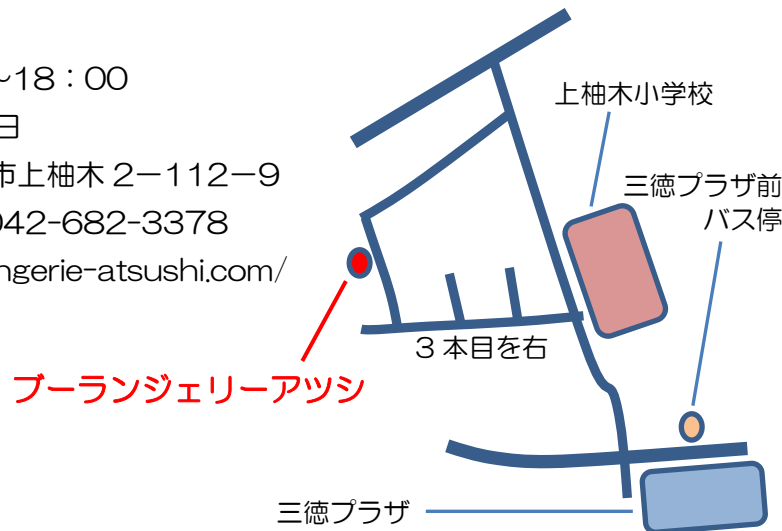 ~18：00
日
市上柚木 2－112－9
042-682-3378
ngerie-atsushi.com/
上柚木小学校
三徳プラザ前
バス停
3 本目を右
ブーランジェリーアツシ
三徳プラザ